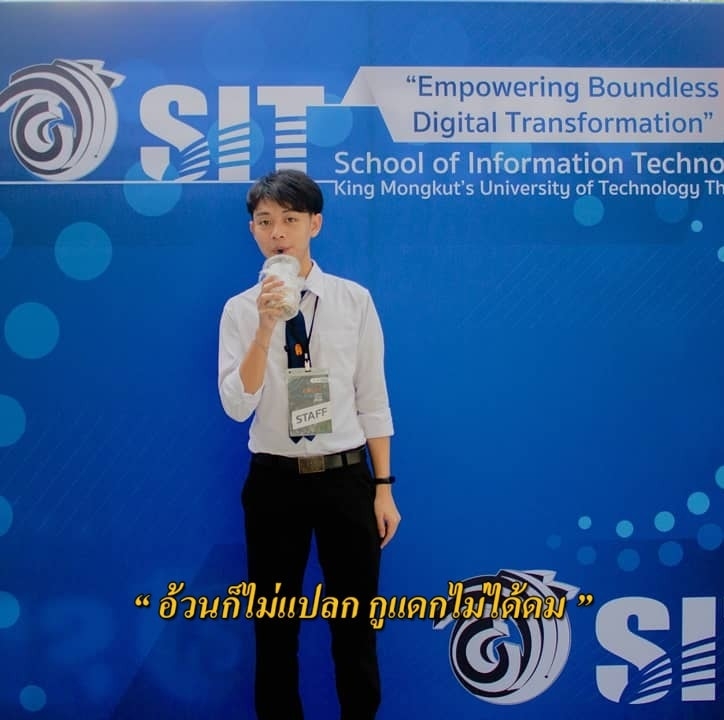 SIT
“Empowering Boundless
Digital Transformation”
School of Information Techno
King Mongkut's University of Technology Th
STAFF
“ อ้วนก็ไม่แปลก กูแดกไม่ได้ดม ”
SI